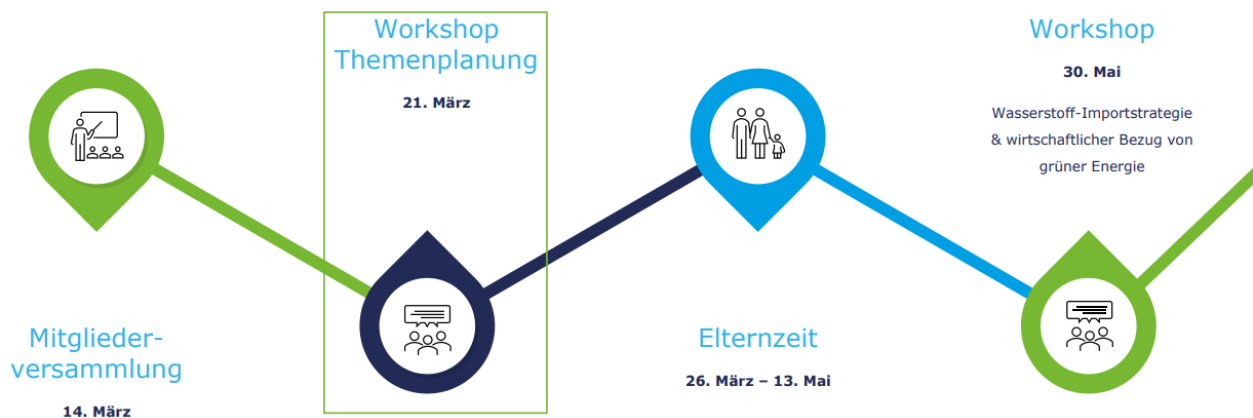 Mitglieder-
versammlung
14. März
Workshop
Themenplanung
21. März
Elternzeit
26. März – 13. Mai
Workshop
30. Mai
Wasserstoff-Importstrategie
& wirtschaftlicher Bezug von
grüner Energie